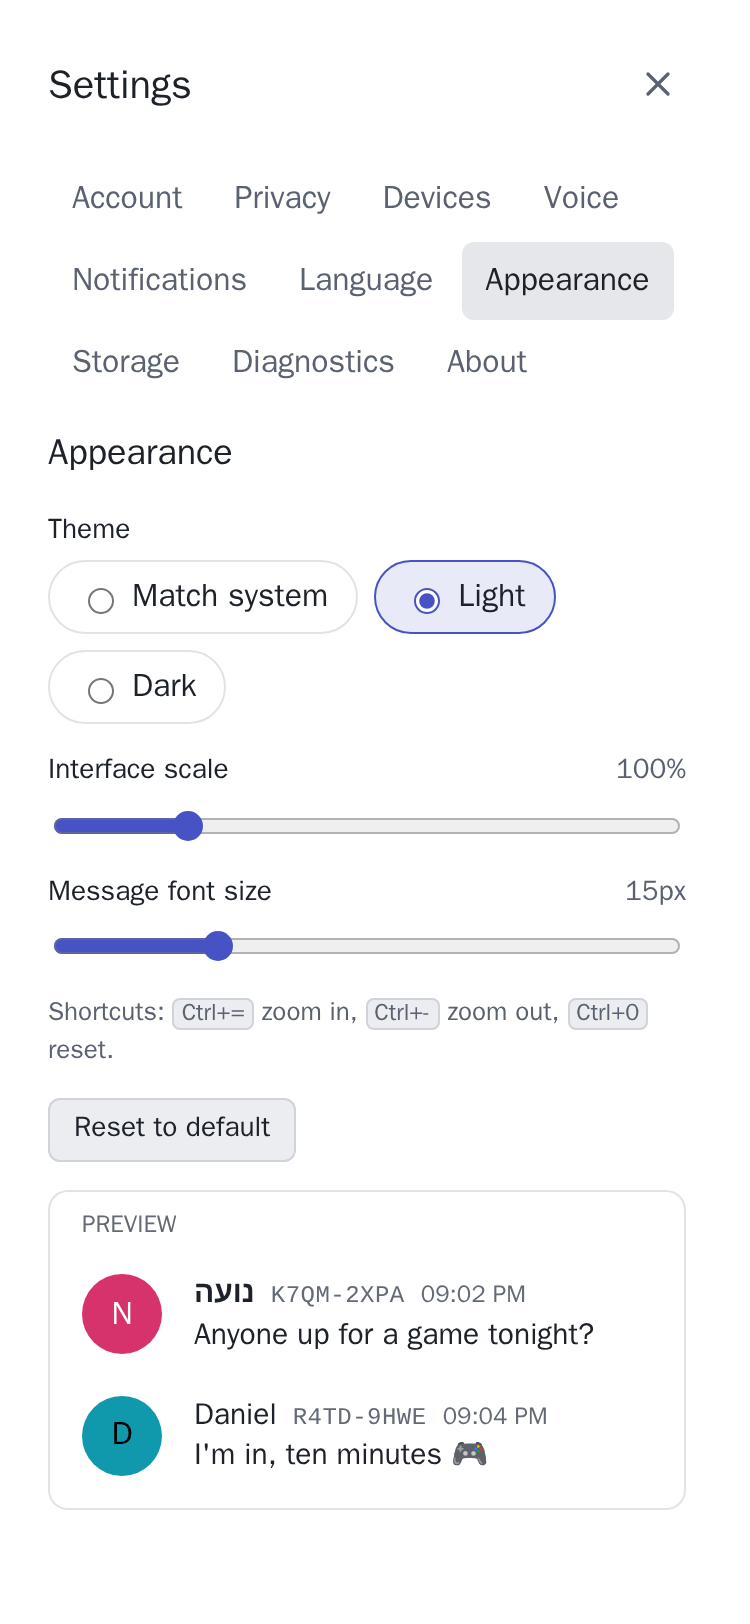 Settings
Account Privacy Devices Voice
Notifications Language Appearance
Storage Diagnostics About
Appearance
Theme
Match system Light
Dark
Interface scale 100%
Message font size 15px
Shortcuts: Ctrl+= zoom in, Ctrl+- zoom out, Ctrl+0
reset.
Reset to default
PREVIEW
N נועה K7QM-2XPA 09:02 PM
Anyone up for a game tonight?
D Daniel R4TD-9HWE 09:04 PM
I'm in, ten minutes 🎮